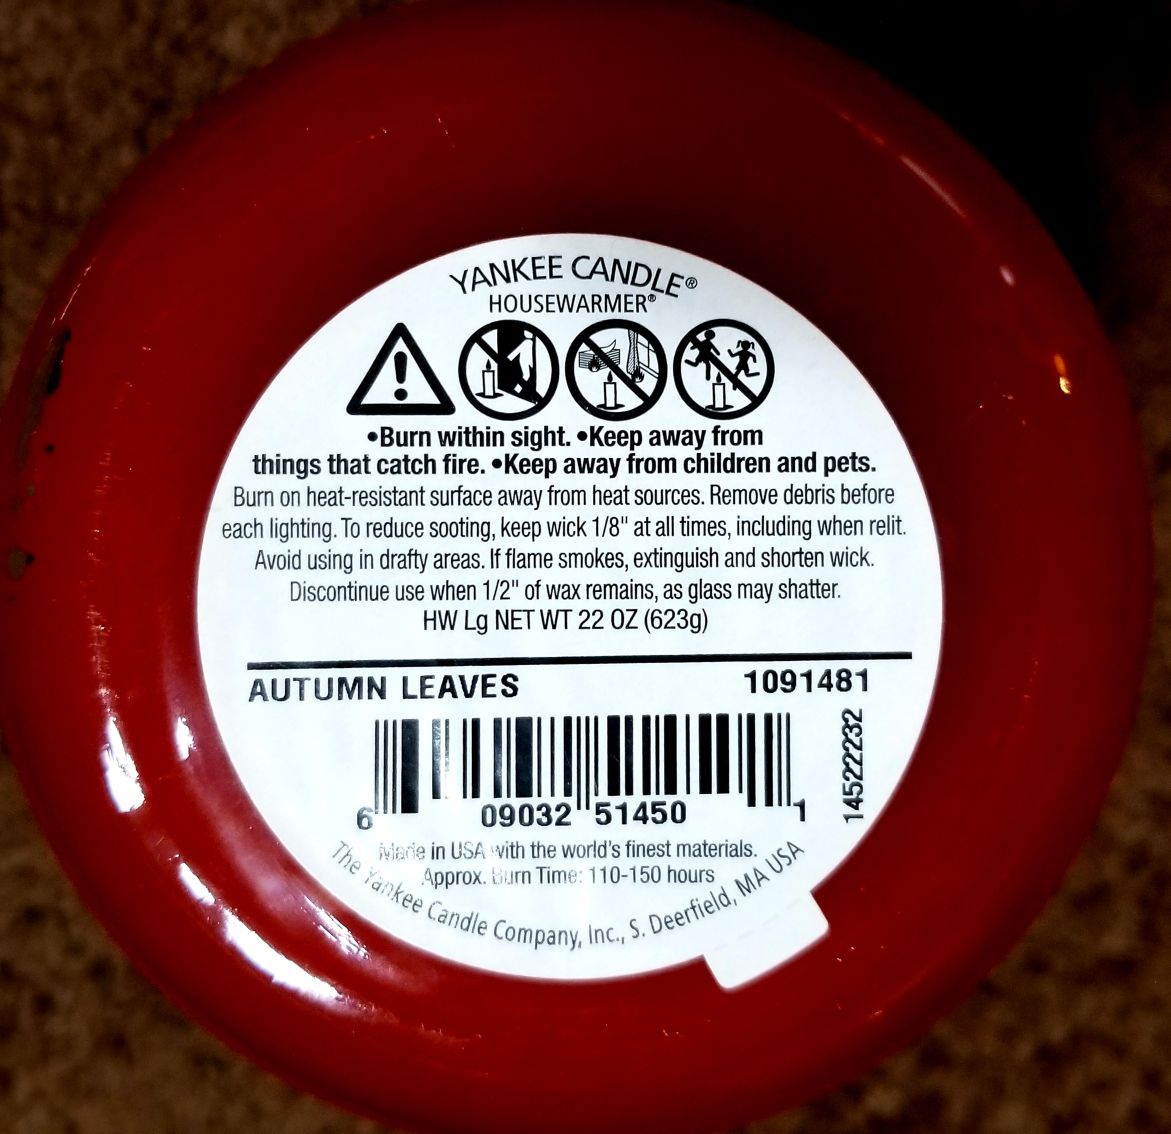 YANKEE CANDLE®
HOUSEWARMER®
•Burn within sight. •Keep away from
things that catch fire. •Keep away from children and pets.
Burn on heat-resistant surface away from heat sources. Remove debris before
each lighting. To reduce sooting, keep wick 1/8" at all times, including when relit.
Avoid using in drafty areas. If flame smokes, extinguish and shorten wick.
Discontinue use when 1/2" of wax remains, as glass may shatter.
HW Lg NET WT 22 OZ (623g)
AUTUMN LEAVES 1091481
14522232
6 09032 51450 1
Made in USA with the world's finest materials.
Approx. Burn Time: 110-150 hours
The Yankee Candle Company, Inc., S. Deerfield, MA USA